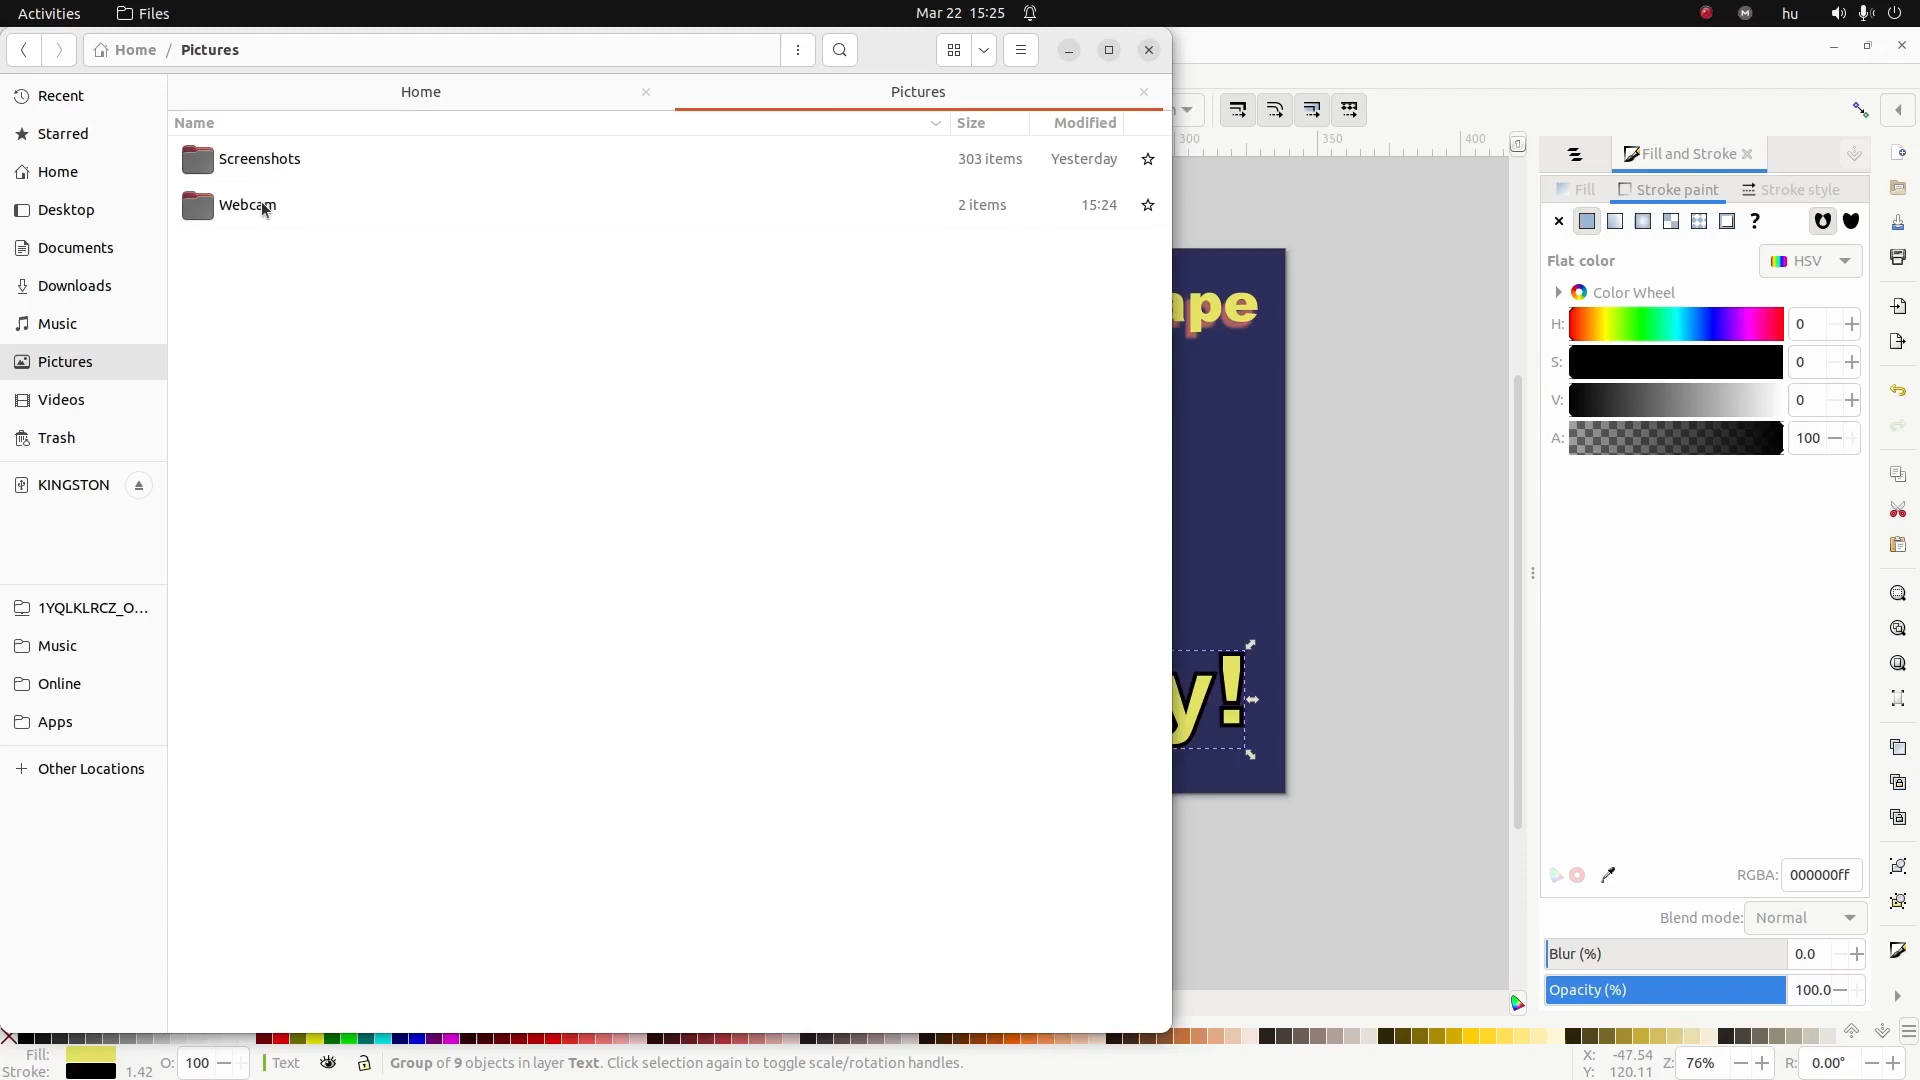 Activities Files Mar 22 15:25 hu
Home / Pictures
Home Pictures
Name Size Modified
Screenshots 303 items Yesterday
Webcam 2 items 15:24
Recent
Starred
Home
Desktop
Documents
Downloads
Music
Pictures
Videos
Trash
KINGSTON
1YQLKLRCZ_O...
Music
Online
Apps
+ Other Locations
300 350 400
ape
y!
Fill and Stroke
Fill Stroke paint Stroke style
Flat color HSV
Color Wheel
H: 0
S: 0
V: 0
A: 100
RGBA: 000000ff
Blend mode: Normal
Blur (%) 0.0
Opacity (%) 100.0
Fill:
Stroke: 1.42 O: 100 Text Group of 9 objects in layer Text. Click selection again to toggle scale/rotation handles.
X: -47.54
Y: 120.11
Z: 76% R: 0.00°